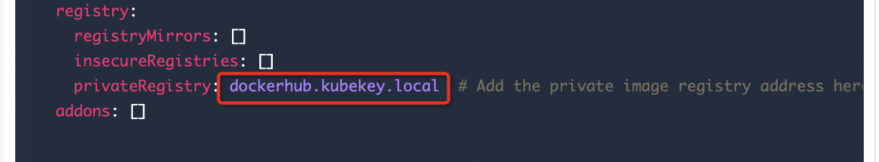 registry:
registryMirrors: []
insecureRegistries: []
privateRegistry: dockerhub.kubekey.local # Add the private image registry address here
addons: []